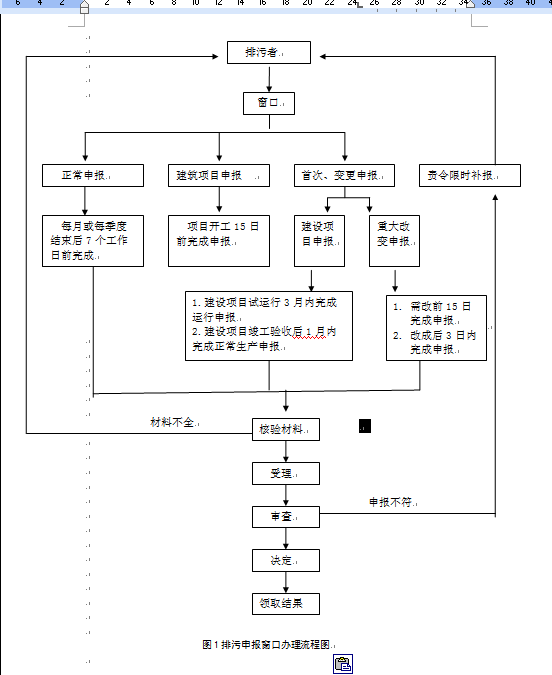 6 4 2 2 4 6 8 10 12 14 16 18 20 22 24 26 28 30 32 34 36 38 40
排污者
窗口
正常申报
建筑项目申报
首次、变更申报
责令限时补报
每月或每季度
结束后7个工作
日前完成
项目开工15日
前完成申报
建设项
目申报
重大改
变申报
1.建设项目试运行3月内完成
运行申报
2.建设项目竣工验收后1月内
完成正常生产申报
1. 需改前15日
完成申报
2. 改成后3日内
完成申报
材料不全
核验材料
受理
申报不符
审查
决定
领取结果
图1排污申报窗口办理流程图